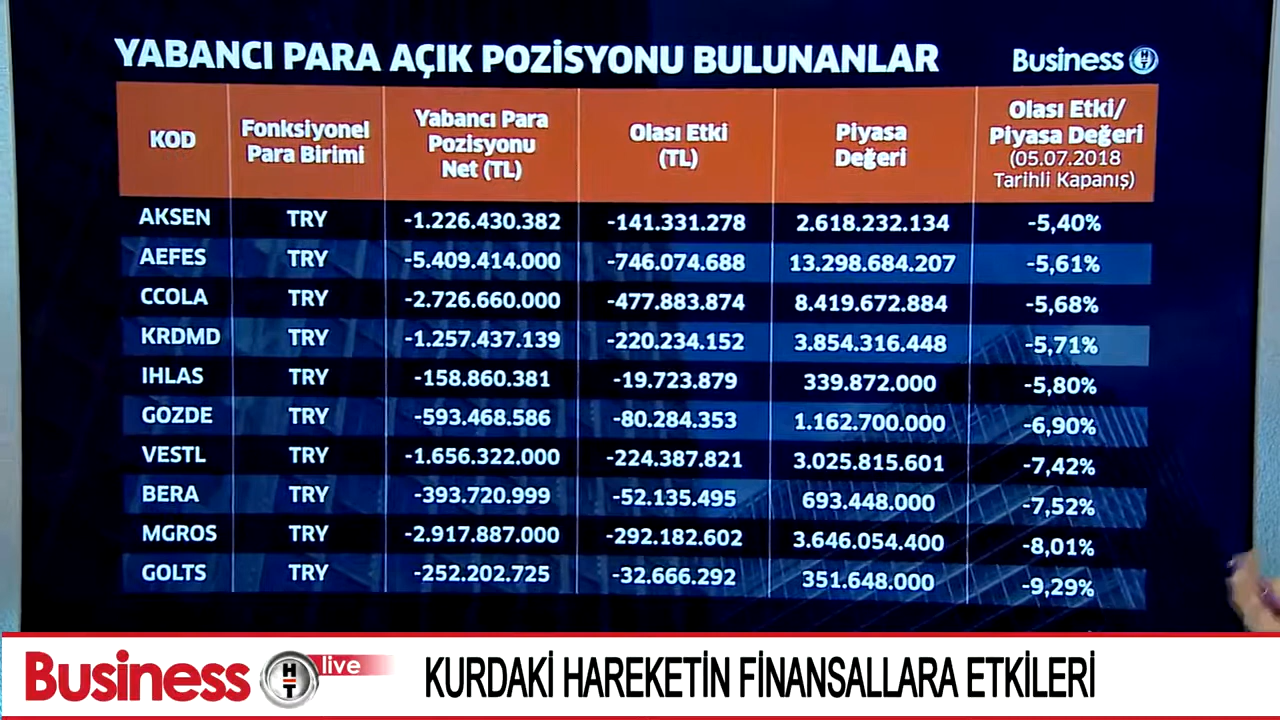 YABANCI PARA AÇIK POZİSYONU BULUNANLAR
Business HT
KOD
Fonksiyonel
Para Birimi
Yabancı Para
Pozisyonu
Net (TL)
Olası Etki
(TL)
Piyasa
Değeri
Olası Etki/
Piyasa Değeri
(05.07.2018
Tarihli Kapanış)
AKSEN TRY -1.226.430.382 -141.331.278 2.618.232.134 -5,40%
AEFES TRY -5.409.414.000 -746.074.688 13.298.684.207 -5,61%
CCOLA TRY -2.726.660.000 -477.883.874 8.419.672.884 -5,68%
KRDMD TRY -1.257.437.139 -220.234.152 3.854.316.448 -5,71%
IHLAS TRY -158.860.381 -19.723.879 339.872.000 -5,80%
GOZDE TRY -593.468.586 -80.284.353 1.162.700.000 -6,90%
VESTL TRY -1.656.322.000 -224.387.821 3.025.815.601 -7,42%
BERA TRY -393.720.999 -52.135.495 693.448.000 -7,52%
MGROS TRY -2.917.887.000 -292.182.602 3.646.054.400 -8,01%
GOLTS TRY -252.202.725 -32.666.292 351.648.000 -9,29%
Business HT live
KURDAKİ HAREKETİN FİNANSALLARA ETKİLERİ